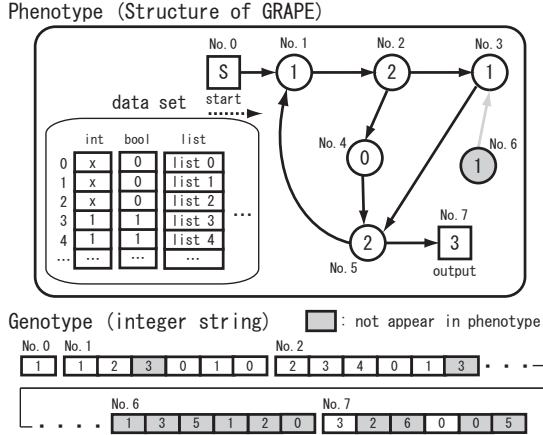 Phenotype (Structure of GRAPE)
No. 0 No. 1 No. 2 No. 3
S 1 2 1
start
data set
No. 4 0
No. 6 1
int bool list
0 x 0 list 0
1 x 0 list 1
2 x 0 list 2
3 1 1 list 3
4 1 1 list 4
... ... ... ...
...
No. 7
2 3
No. 5
output
Genotype (integer string) : not appear in phenotype
No. 0 No. 1 No. 2
1 1 2 3 0 1 0 2 3 4 0 1 3 . . .
No. 6 No. 7
. . . . 1 3 5 1 2 0 3 2 6 0 0 5